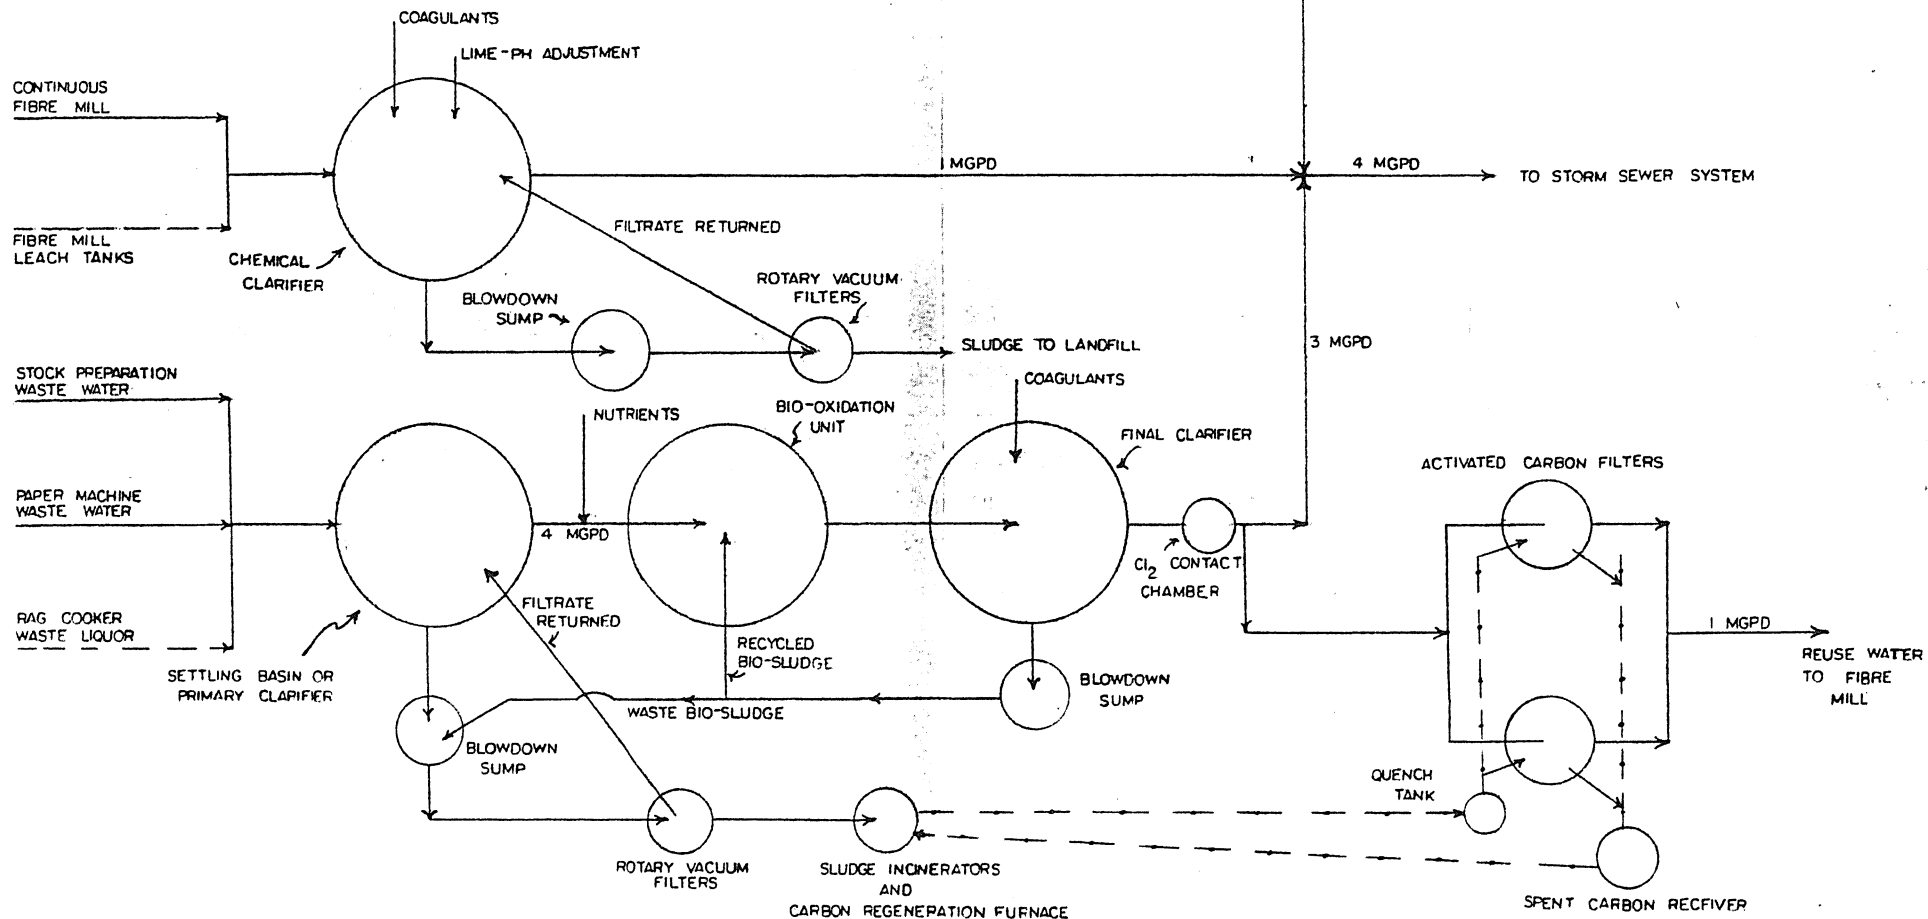 COAGULANTS
LIME-PH ADJUSTMENT
CONTINUOUS
FIBRE MILL
1 MGPD
4 MGPD
TO STORM SEWER SYSTEM
FIBRE MILL
LEACH TANKS
CHEMICAL
CLARIFIER
FILTRATE RETURNED
BLOWDOWN
SUMP
ROTARY VACUUM
FILTERS
SLUDGE TO LANDFILL
3 MGPD
STOCK PREPARATION
WASTE WATER
NUTRIENTS
BIO-OXIDATION
UNIT
COAGULANTS
FINAL CLARIFIER
ACTIVATED CARBON FILTERS
PAPER MACHINE
WASTE WATER
4 MGPD
Cl2 CONTACT
CHAMBER
FILTRATE
RETURNED
RAG COOKER
WASTE LIQUOR
RECYCLED
BIO-SLUDGE
1 MGPD
REUSE WATER
TO FIBRE
MILL
SETTLING BASIN OR
PRIMARY CLAPIFIER
BLOWDOWN
SUMP
WASTE BIO-SLUDGE
BLOWDOWN
SUMP
QUENCH
TANK
ROTARY VACUUM
FILTERS
SLUDGE INCINERATORS
AND
CARBON REGENEPATION FURNACE
SPENT CARBON RECFIVER